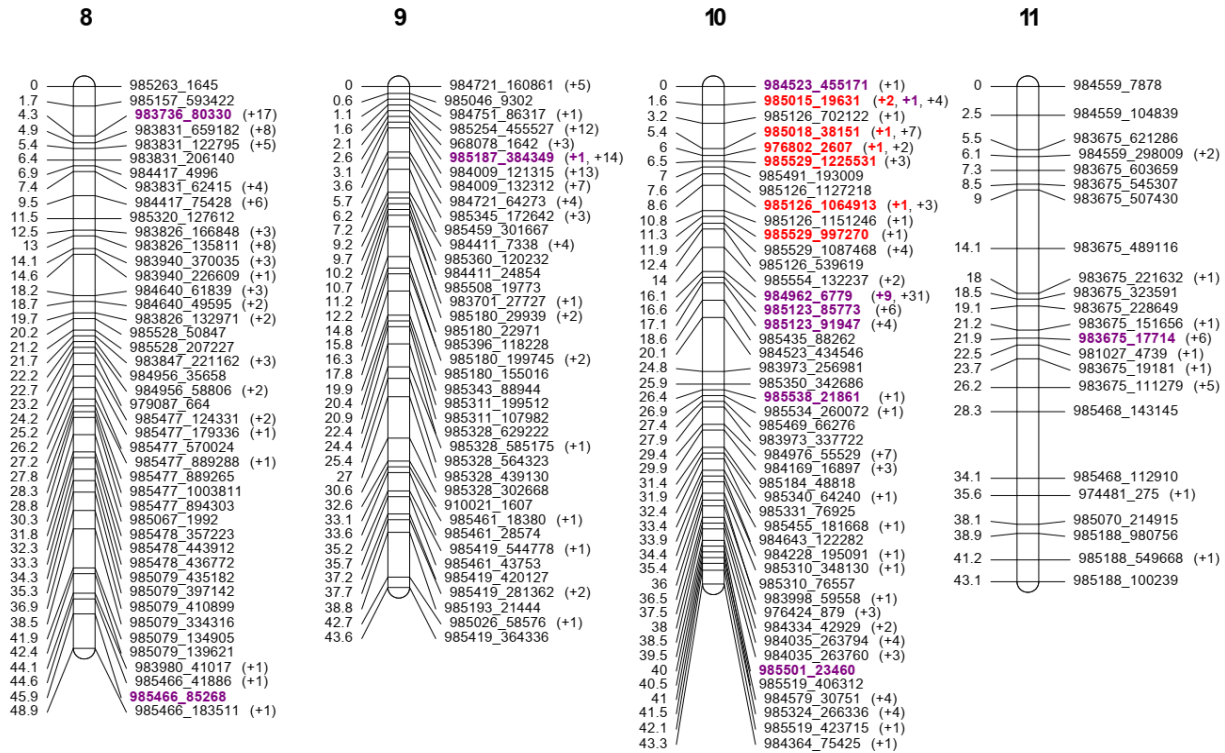 8
0 985263_1645
1.7 985157_593422
4.3 983736_80330 (+17)
4.9 983831_659182 (+8)
5.4 983831_122795 (+5)
6.4 983831_206140
6.9 984417_4996
7.4 983831_62415 (+4)
9.5 984417_75428 (+6)
11.5 985320_127612
12.5 983826_166848 (+3)
13 983826_135811 (+8)
14.1 983940_370035 (+3)
14.6 983940_226609 (+1)
18.2 984640_61839 (+3)
18.7 984640_49595 (+2)
19.7 983826_132971 (+2)
20.2 985528_50847
21.2 985528_207227
21.7 983847_221162 (+3)
22.2 984956_35658
22.7 984956_58806 (+2)
23.2 979087_664
24.2 985477_124331 (+2)
25.2 985477_179336 (+1)
26.2 985477_570024
27.2 985477_889288 (+1)
27.8 985477_889265
28.3 985477_1003811
28.8 985477_894303
30.3 985067_1992
31.8 985478_357223
32.3 985478_443912
33.3 985478_436772
34.3 985079_435182
35.3 985079_397142
36.9 985079_410899
38.5 985079_334316
41.9 985079_134905
42.4 985079_139621
44.1 983980_41017 (+1)
44.6 985466_41886 (+1)
45.9 985466_85268
48.9 985466_183511 (+1)
9
0 984721_160861 (+5)
0.6 985046_9302
1.1 984751_86317 (+1)
1.6 985254_455527 (+12)
2.1 968078_1642 (+3)
2.6 985187_384349 (+1, +14)
3.1 984009_121315 (+13)
3.6 984009_132312 (+7)
5.7 984721_64273 (+4)
6.2 985345_172642 (+3)
7.2 985459_301667
9.2 984411_7338 (+4)
9.7 985360_120232
10.2 984411_24854
10.7 985508_19773
11.2 983701_27727 (+1)
12.2 985180_29939 (+2)
14.8 985180_22971
15.8 985396_118228
16.3 985180_199745 (+2)
17.8 985180_155016
19.9 985343_88944
20.4 985311_199512
20.9 985311_107982
22.4 985328_629222
24.4 985328_585175 (+1)
25.4 985328_564323
27 985328_439130
30.6 985328_302668
32.6 910021_1607
33.1 985461_18380 (+1)
33.6 985461_28574
35.2 985419_544778 (+1)
35.7 985461_43753
37.2 985419_420127
37.7 985419_281362 (+2)
38.8 985193_21444
42.7 985026_58576 (+1)
43.6 985419_364336
10
0 984523_455171 (+1)
1.6 985015_19631 (+2, +1, +4)
3.2 985126_702122 (+1)
5.4 985018_38151 (+1, +7)
6 976802_2607 (+1, +2)
6.5 985529_1225531 (+3)
7 985491_193009
7.6 985126_1127218
8.6 985126_1064913 (+1, +3)
10.8 985126_1151246 (+1)
11.3 985529_997270 (+1)
11.9 985529_1087468 (+4)
12.4 985126_539619
14 985554_132237 (+2)
16.1 984962_6779 (+9, +31)
16.6 985123_85773 (+6)
17.1 985123_91947 (+4)
18.6 985435_88262
20.1 984523_434546
24.8 983973_256981
25.9 985350_342686
26.4 985538_21861 (+1)
26.9 985534_260072 (+1)
27.4 985469_66276
27.9 983973_337722
29.4 984976_55529 (+7)
29.9 984169_16897 (+3)
31.4 985184_48818
31.9 985340_64240 (+1)
32.4 985331_76925
33.4 985455_181668 (+1)
33.9 984643_122282
34.4 984228_195091 (+1)
35.4 985310_348130 (+1)
36 985310_76557
36.5 983998_59558 (+1)
37.5 976424_879 (+3)
38 984334_42929 (+2)
38.5 984035_263794 (+4)
39.5 984035_263760 (+3)
40 985501_23460
40.5 985519_406312
41 984579_30751 (+4)
41.5 985324_266336 (+4)
42.1 985519_423715 (+1)
43.3 984364_75425 (+1)
11
0 984559_7878
2.5 984559_104839
5.5 983675_621286
6.1 984559_298009 (+2)
7.3 983675_603659
8.5 983675_545307
9 983675_507430
14.1 983675_489116
18 983675_221632 (+1)
18.5 983675_323591
19.1 983675_228649
21.2 983675_151656 (+1)
21.9 983675_17714 (+6)
22.5 981027_4739 (+1)
23.7 983675_19181 (+1)
26.2 983675_111279 (+5)
28.3 985468_143145
34.1 985468_112910
35.6 974481_275 (+1)
38.1 985070_214915
38.9 985188_980756
41.2 985188_549668 (+1)
43.1 985188_100239